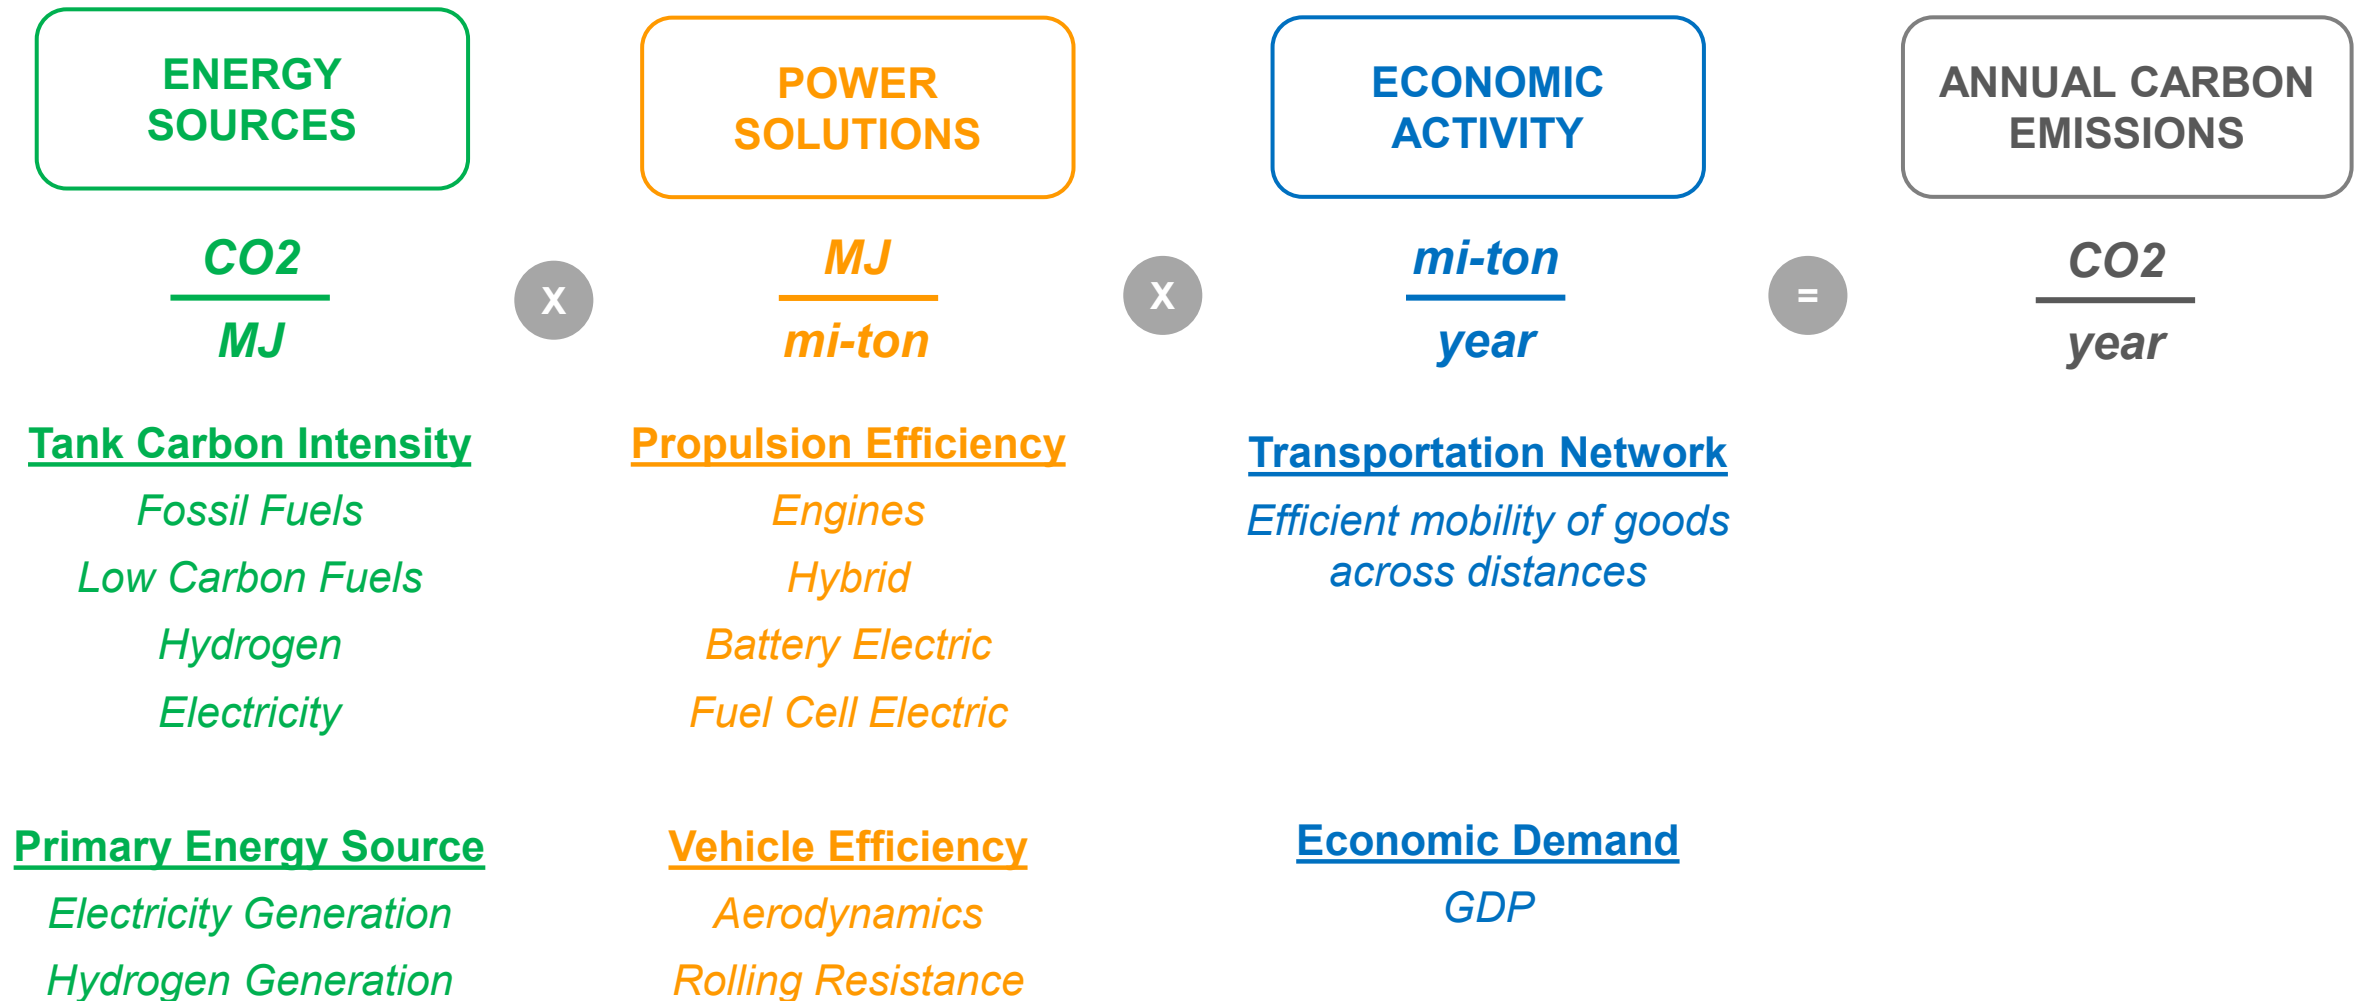 ENERGY
SOURCES
CO2
MJ
Tank Carbon Intensity
Fossil Fuels
Low Carbon Fuels
Hydrogen
Electricity
Primary Energy Source
Electricity Generation
Hydrogen Generation
X
POWER
SOLUTIONS
MJ
mi-ton
Propulsion Efficiency
Engines
Hybrid
Battery Electric
Fuel Cell Electric
Vehicle Efficiency
Aerodynamics
Rolling Resistance
X
ECONOMIC
ACTIVITY
mi-ton
year
Transportation Network
Efficient mobility of goods
across distances
Economic Demand
GDP
=
ANNUAL CARBON
EMISSIONS
CO2
year